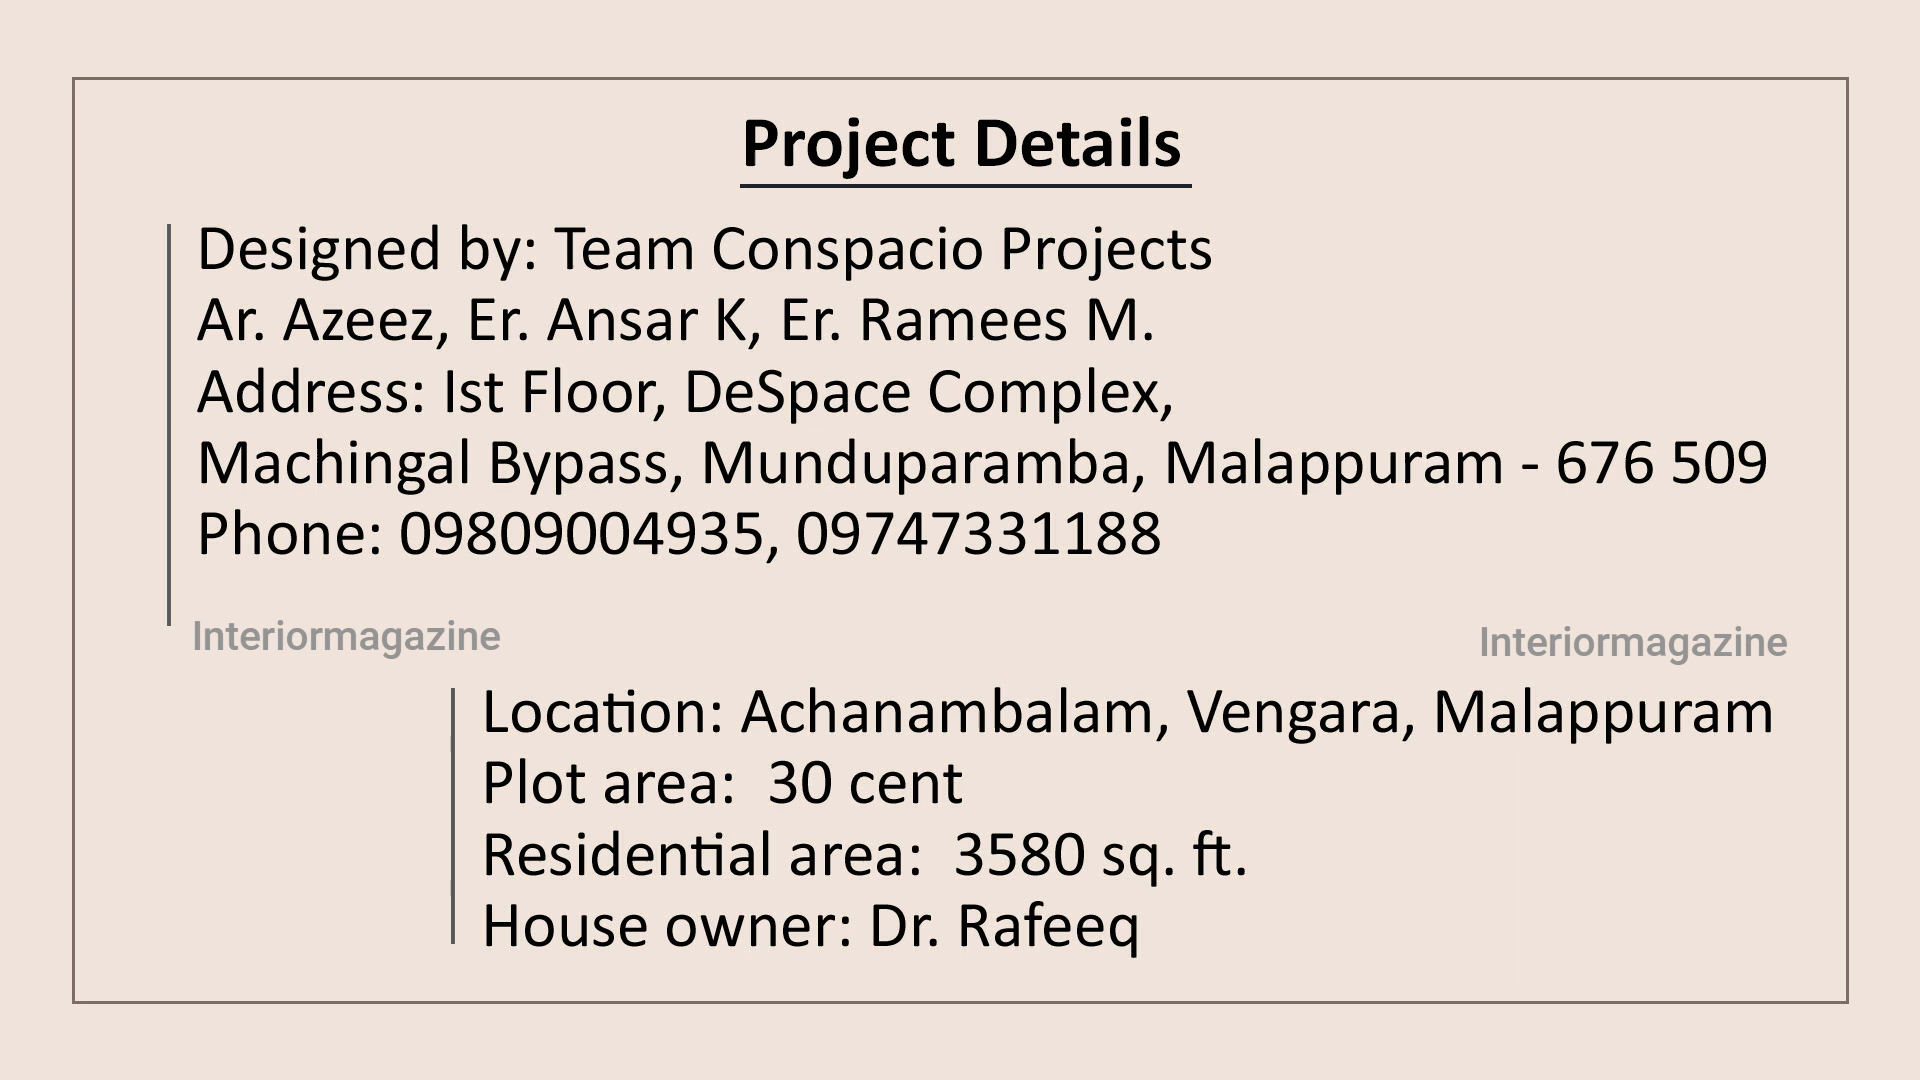 Project Details
Designed by: Team Conspacio Projects
Ar. Azeez, Er. Ansar K, Er. Ramees M.
Address: Ist Floor, DeSpace Complex,
Machingal Bypass, Munduparamba, Malappuram - 676 509
Phone: 09809004935, 09747331188
Interiormagazine
Interiormagazine
Location: Achanambalam, Vengara, Malappuram
Plot area:  30 cent
Residential area:  3580 sq. ft.
House owner: Dr. Rafeeq